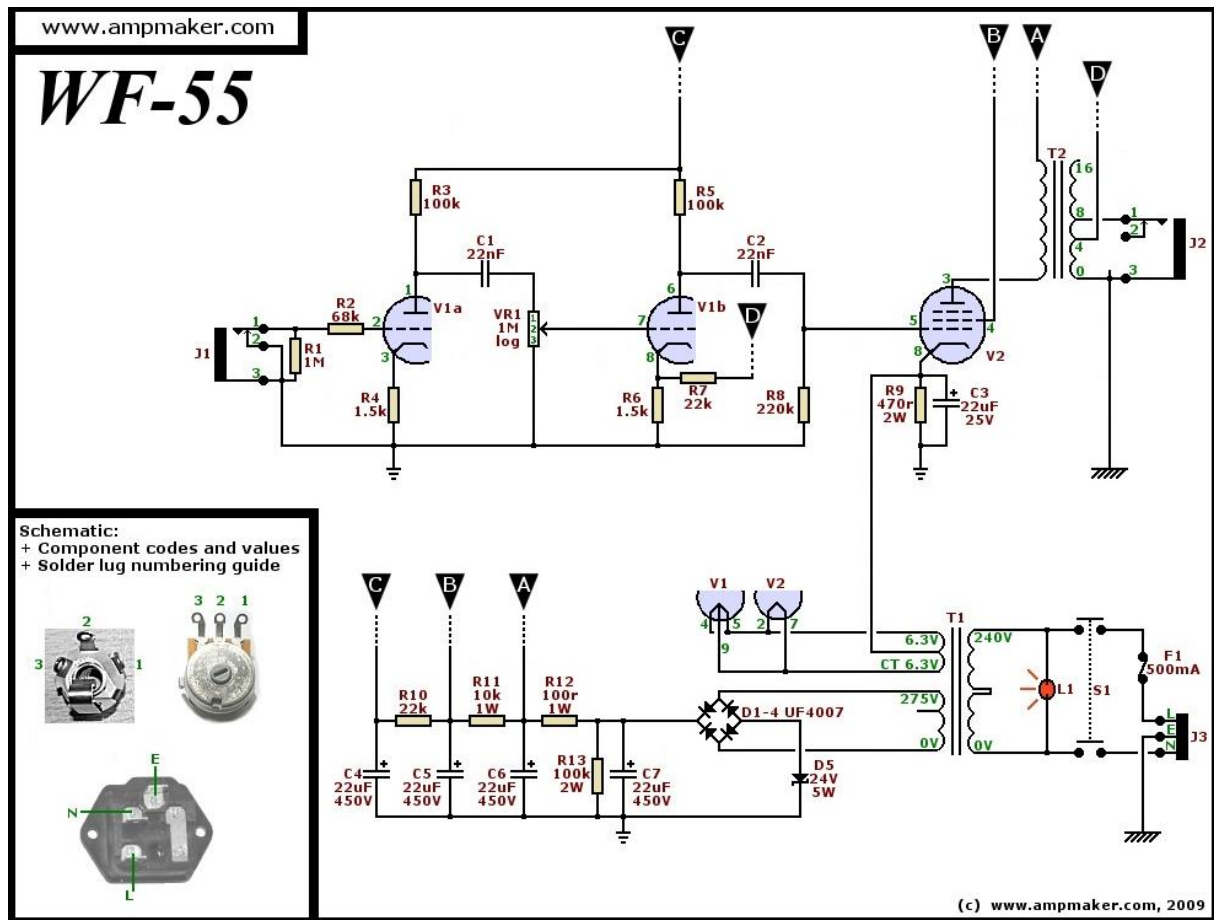 www.ampmaker.com
WF-55
C
B
A
D
R3
100k
R5
100k
T2
16
8
4
0
1
2
3
J2
C1
22nF
C2
22nF
3
1
V1a
6
V1b
D
R2
68k
2
VR1
1M
log
1
2
3
7
5
4
V2
1
2
3
J1
R1
1M
3
8
8
R4
1.5k
R6
1.5k
R7
22k
R8
220k
R9
470r
2W
C3
22uF
25V
Schematic:
+ Component codes and values
+ Solder lug numbering guide
2
3
1
3 2 1
E
N
L
C
B
A
V1
V2
4
5
9
2
7
T1
6.3V
CT 6.3V
275V
0V
240V
0V
L1
S1
F1
500mA
L
E
N
J3
R10
22k
R11
10k
1W
R12
100r
1W
D1-4 UF4007
C4
22uF
450V
C5
22uF
450V
C6
22uF
450V
R13
100k
2W
C7
22uF
450V
D5
24V
5W
(c) www.ampmaker.com, 2009